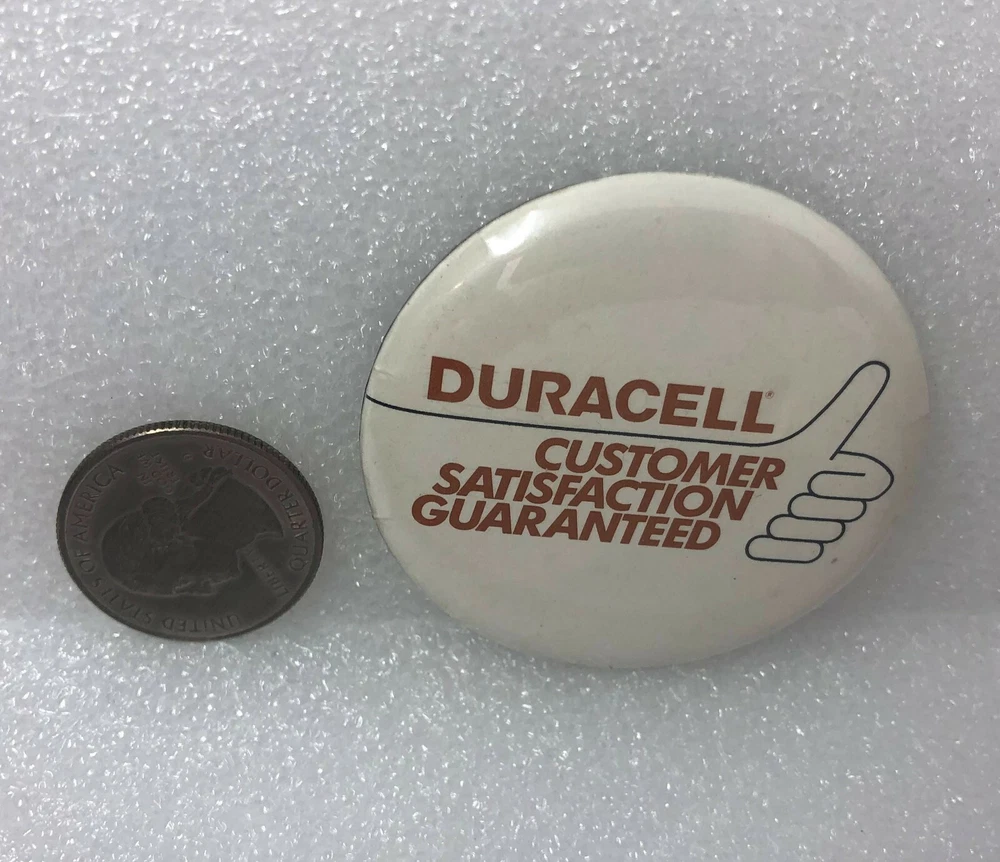 DURACELL®
CUSTOMER
SATISFACTION
GUARANTEED
UNITED STATES OF AMERICA
QUARTER DOLLAR